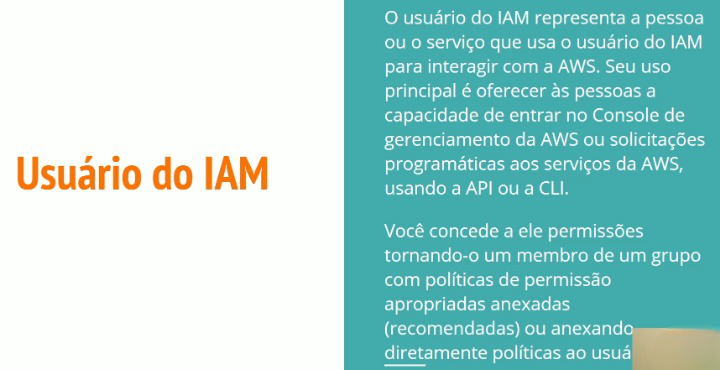 Usuário do IAM
O usuário do IAM representa a pessoa
ou o serviço que usa o usuário do IAM
para interagir com a AWS. Seu uso
principal é oferecer às pessoas a
capacidade de entrar no Console de
gerenciamento da AWS ou solicitações
programáticas aos serviços da AWS,
usando a API ou a CLI.
Você concede a ele permissões
tornando-o um membro de um grupo
com políticas de permissão
apropriadas anexadas
(recomendadas) ou anexando
diretamente políticas ao